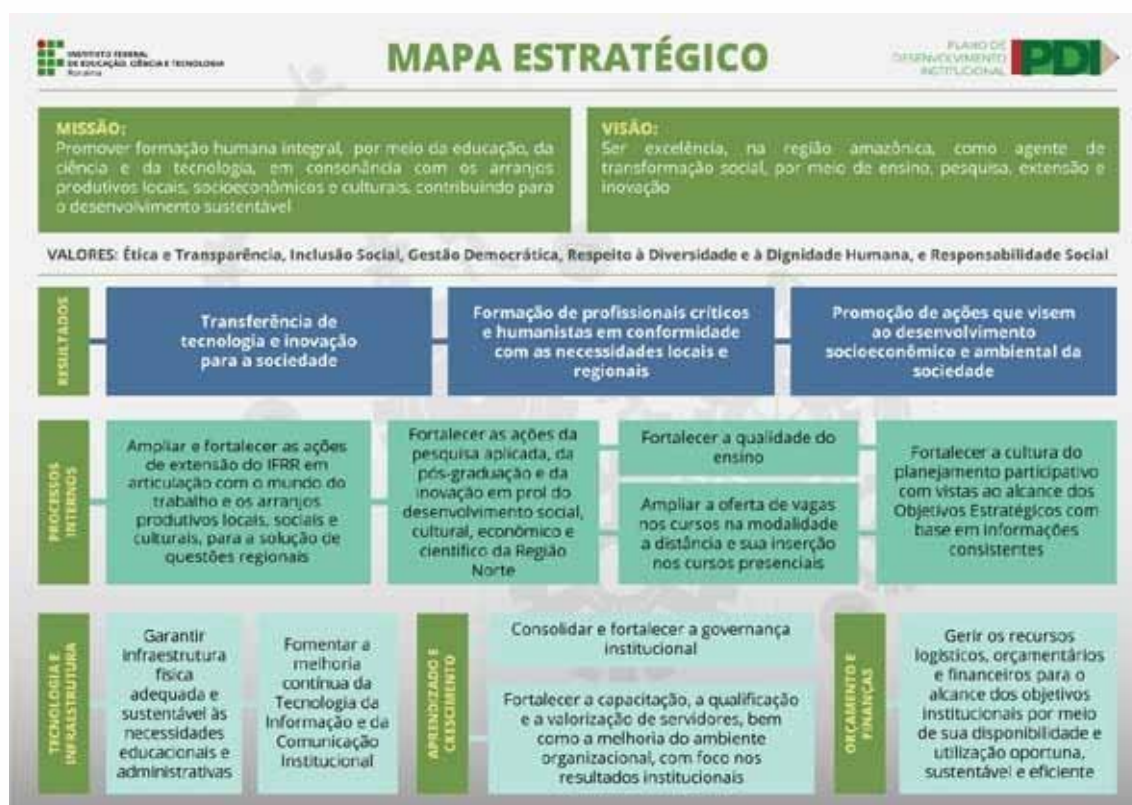 INSTITUTO FEDERAL
DE EDUCAÇÃO, CIÊNCIA E TECNOLOGIA
Roraima
MAPA ESTRATÉGICO
PLANO DE
DESENVOLVIMENTO
INSTITUCIONAL
PDI
MISSÃO:
Promover formação humana integral, por meio da educação, da
ciência e da tecnologia, em consonância com os arranjos
produtivos locais, socioeconômicos e culturais, contribuindo para
o desenvolvimento sustentável
VISÃO:
Ser excelência, na região amazônica, como agente de
transformação social, por meio de ensino, pesquisa, extensão e
inovação
VALORES: Ética e Transparência, Inclusão Social, Gestão Democrática, Respeito à Diversidade e à Dignidade Humana, e Responsabilidade Social
RESULTADOS
Transferência de
tecnologia e inovação
para a sociedade
Formação de profissionais críticos
e humanistas em conformidade
com as necessidades locais e
regionais
Promoção de ações que visem
ao desenvolvimento
socioeconômico e ambiental da
sociedade
PROCESSOS
INTERNOS
Ampliar e fortalecer as ações
de extensão do IFRR em
articulação com o mundo do
trabalho e os arranjos
produtivos locais, sociais e
culturais, para a solução de
questões regionais
Fortalecer as ações da
pesquisa aplicada, da
pós-graduação e da
inovação em prol do
desenvolvimento social,
cultural, econômico e
científico da Região
Norte
Fortalecer a qualidade do
ensino
Ampliar a oferta de vagas
nos cursos na modalidade
a distância e sua inserção
nos cursos presenciais
Fortalecer a cultura do
planejamento participativo
com vistas ao alcance dos
Objetivos Estratégicos com
base em informações
consistentes
TECNOLOGIA E
INFRAESTRUTURA
Garantir
infraestrutura
física
adequada e
sustentável às
necessidades
educacionais e
administrativas
Fomentar a
melhoria
contínua da
Tecnologia da
Informação e da
Comunicação
Institucional
APRENDIZADO E
CRESCIMENTO
Consolidar e fortalecer a governança
institucional
Fortalecer a capacitação, a qualificação
e a valorização de servidores, bem
como a melhoria do ambiente
organizacional, com foco nos
resultados institucionais
ORÇAMENTO E
FINANÇAS
Gerir os recursos
logísticos, orçamentários
e financeiros para o
alcance dos objetivos
institucionais por meio
de sua disponibilidade e
utilização oportuna,
sustentável e eficiente